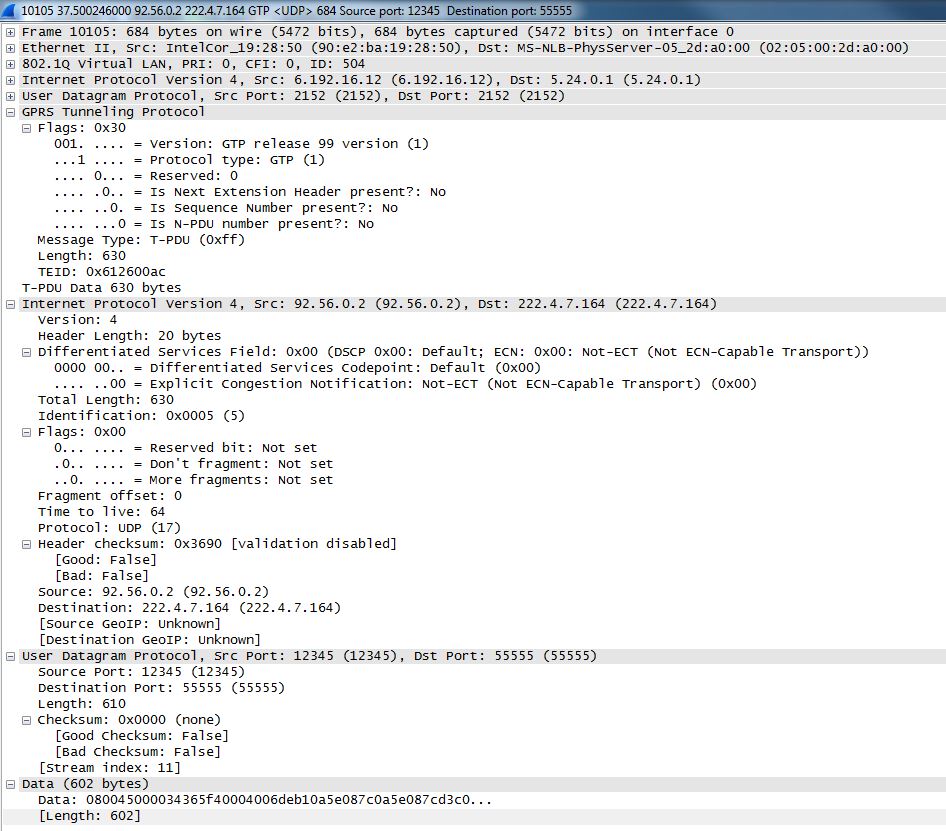 10105 37.500246000 92.56.0.2 222.4.7.164 GTP <UDP> 684 Source port: 12345 Destination port: 55555
Frame 10105: 684 bytes on wire (5472 bits), 684 bytes captured (5472 bits) on interface 0
Ethernet II, Src: IntelCor_19:28:50 (90:e2:ba:19:28:50), Dst: MS-NLB-PhysServer-05_2d:a0:00 (02:05:00:2d:a0:00)
802.1Q Virtual LAN, PRI: 0, CFI: 0, ID: 504
Internet Protocol Version 4, Src: 6.192.16.12 (6.192.16.12), Dst: 5.24.0.1 (5.24.0.1)
User Datagram Protocol, Src Port: 2152 (2152), Dst Port: 2152 (2152)
GPRS Tunneling Protocol
Flags: 0x30
001. .... = Version: GTP release 99 version (1)
...1 .... = Protocol type: GTP (1)
.... 0... = Reserved: 0
.... .0.. = Is Next Extension Header present?: No
.... ..0. = Is Sequence Number present?: No
.... ...0 = Is N-PDU number present?: No
Message Type: T-PDU (0xff)
Length: 630
TEID: 0x612600ac
T-PDU Data 630 bytes
Internet Protocol Version 4, Src: 92.56.0.2 (92.56.0.2), Dst: 222.4.7.164 (222.4.7.164)
Version: 4
Header Length: 20 bytes
Differentiated Services Field: 0x00 (DSCP 0x00: Default; ECN: 0x00: Not-ECT (Not ECN-Capable Transport))
0000 00.. = Differentiated Services Codepoint: Default (0x00)
.... ..00 = Explicit Congestion Notification: Not-ECT (Not ECN-Capable Transport) (0x00)
Total Length: 630
Identification: 0x0005 (5)
Flags: 0x00
0... .... = Reserved bit: Not set
.0.. .... = Don't fragment: Not set
..0. .... = More fragments: Not set
Fragment offset: 0
Time to live: 64
Protocol: UDP (17)
Header checksum: 0x3690 [validation disabled]
[Good: False]
[Bad: False]
Source: 92.56.0.2 (92.56.0.2)
Destination: 222.4.7.164 (222.4.7.164)
[Source GeoIP: Unknown]
[Destination GeoIP: Unknown]
User Datagram Protocol, Src Port: 12345 (12345), Dst Port: 55555 (55555)
Source Port: 12345 (12345)
Destination Port: 55555 (55555)
Length: 610
Checksum: 0x0000 (none)
[Good Checksum: False]
[Bad Checksum: False]
[Stream index: 11]
Data (602 bytes)
Data: 080045000034365f40004006deb10a5e087c0a5e087cd3c0...
[Length: 602]